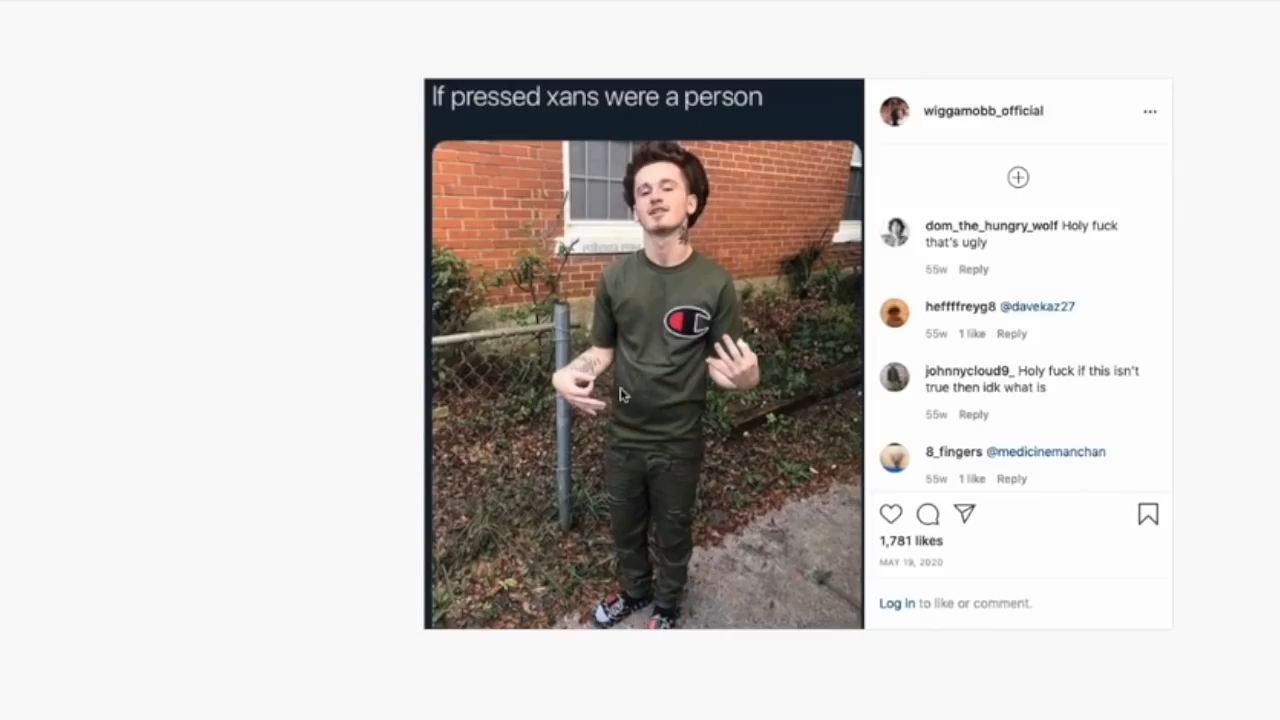 If pressed xans were a person
wiggamobb_official
dom_the_hungry_wolf Holy fuck
that's ugly
55w Reply
heffffreyg8 @davekaz27
55w 1 like Reply
johnnycloud9_ Holy fuck if this isn't
true then idk what is
55w Reply
8_fingers @medicinemanchan
55w 1 like Reply
1,781 likes
MAY 19, 2020
Log in to like or comment.